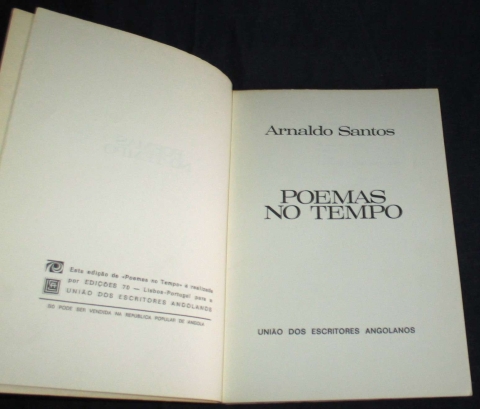 Esta edição de «Poemas no Tempo» é realizada
por EDIÇÕES 70 — Lisboa-Portugal para a
UNIÃO DOS ESCRITORES ANGOLANOS
SÓ PODE SER VENDIDA NA REPÚBLICA POPULAR DE ANGOLA
Arnaldo Santos
POEMAS
NO TEMPO
UNIÃO DOS ESCRITORES ANGOLANOS